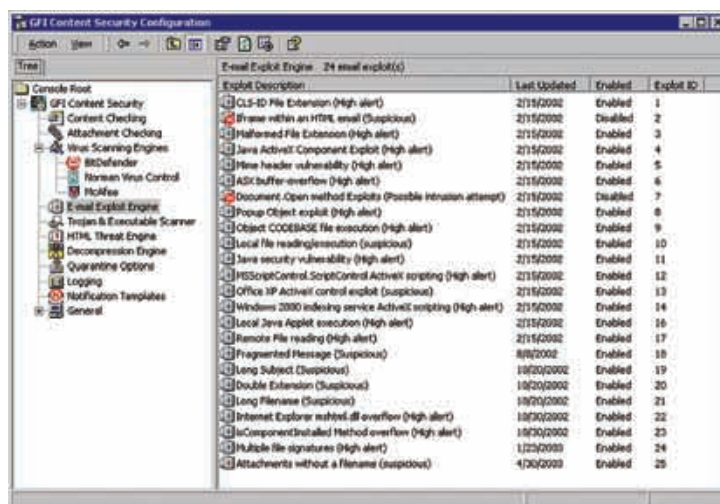 GFI Content Security Configuration
Action View
Tree
E-mail Exploit Engine 24 email exploit(s)
Console Root
GFI Content Security
Content Checking
Attachment Checking
Virus Scanning Engines
BitDefender
Norman Virus Control
McAfee
E-mail Exploit Engine
Trojan & Executable Scanner
HTML Threat Engine
Decompression Engine
Quarantine Options
Logging
Notification Templates
General
Exploit Description Last Updated Enabled Exploit ID
CLS-ID File Extension (High alert) 2/15/2002 Enabled 1
Iframe within an HTML email (Suspicious) 2/15/2002 Disabled 2
Malformed File Extension (High alert) 2/15/2002 Enabled 3
Java ActiveX Component Exploit (High alert) 2/15/2002 Enabled 4
Mime header vulnerability (High alert) 2/15/2002 Enabled 5
ASX buffer-overflow (High alert) 2/15/2002 Enabled 6
Document.Open method Exploits (Possible intrusion attempt) 2/15/2002 Disabled 7
Popup Object exploit (High alert) 2/15/2002 Enabled 8
Object CODEBASE file execution (High alert) 2/15/2002 Enabled 9
Local file reading/execution (suspicious) 2/15/2002 Enabled 10
Java security vulnerability (High alert) 2/15/2002 Enabled 11
MSScriptControl.ScriptControl ActiveX scripting (High alert) 2/15/2002 Enabled 12
Office XP ActiveX control exploit (suspicious) 2/15/2002 Enabled 13
Windows 2000 indexing service ActiveX scripting (High alert) 2/15/2002 Enabled 14
Local Java Applet execution (High alert) 2/15/2002 Enabled 16
Remote File reading (High alert) 2/15/2002 Enabled 17
Fragmented Message (Suspicious) 8/8/2002 Enabled 18
Long Subject (Suspicious) 10/20/2002 Enabled 19
Double Extension (Suspicious) 10/20/2002 Enabled 20
Long Filename (Suspicious) 10/20/2002 Enabled 21
Internet Explorer mshtml.dll overflow (High alert) 10/30/2002 Enabled 22
isComponentInstalled Method overflow (High alert) 10/30/2002 Enabled 23
Multiple file signatures (High alert) 1/23/2003 Enabled 24
Attachments without a filename (suspicious) 4/30/2003 Enabled 25